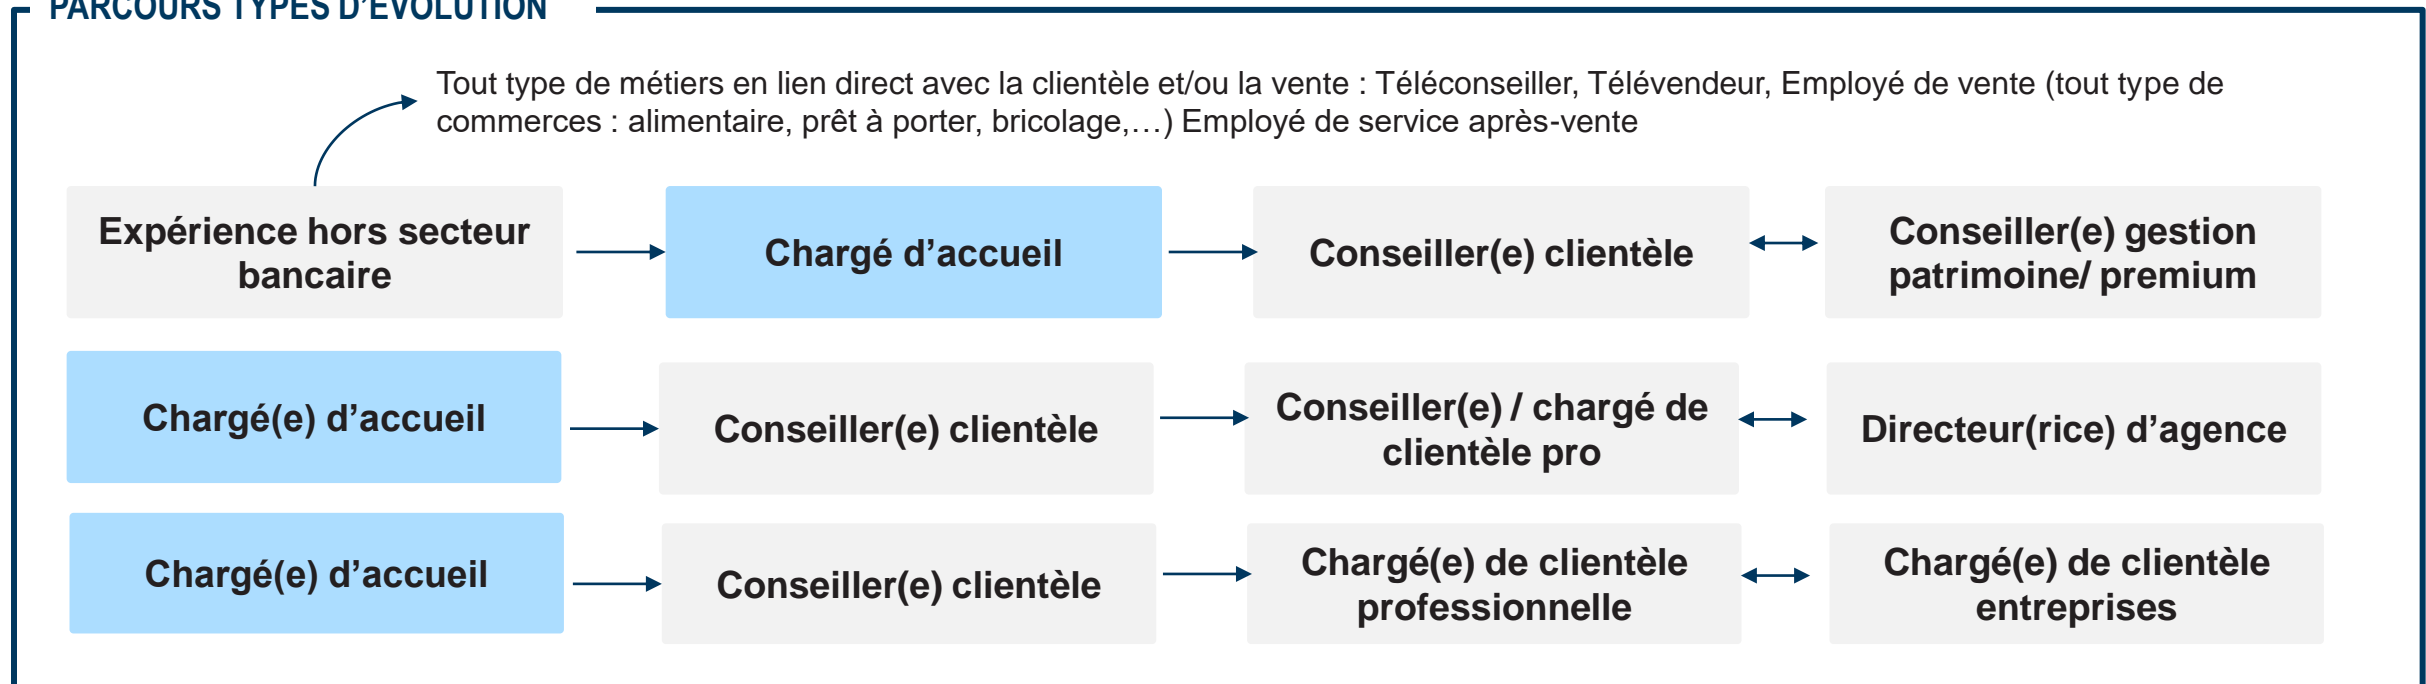 PARCOURS TYPES D'ÉVOLUTION
Tout type de métiers en lien direct avec la clientèle et/ou la vente : Téléconseiller, Télévendeur, Employé de vente (tout type de
commerces : alimentaire, prêt à porter, bricolage,…) Employé de service après-vente
Expérience hors secteur
bancaire
Chargé d’accueil
Conseiller(e) clientèle
Conseiller(e) gestion
patrimoine/ premium
Chargé(e) d’accueil
Conseiller(e) clientèle
Conseiller(e) / chargé de
clientèle pro
Directeur(rice) d’agence
Chargé(e) d’accueil
Conseiller(e) clientèle
Chargé(e) de clientèle
professionnelle
Chargé(e) de clientèle
entreprises